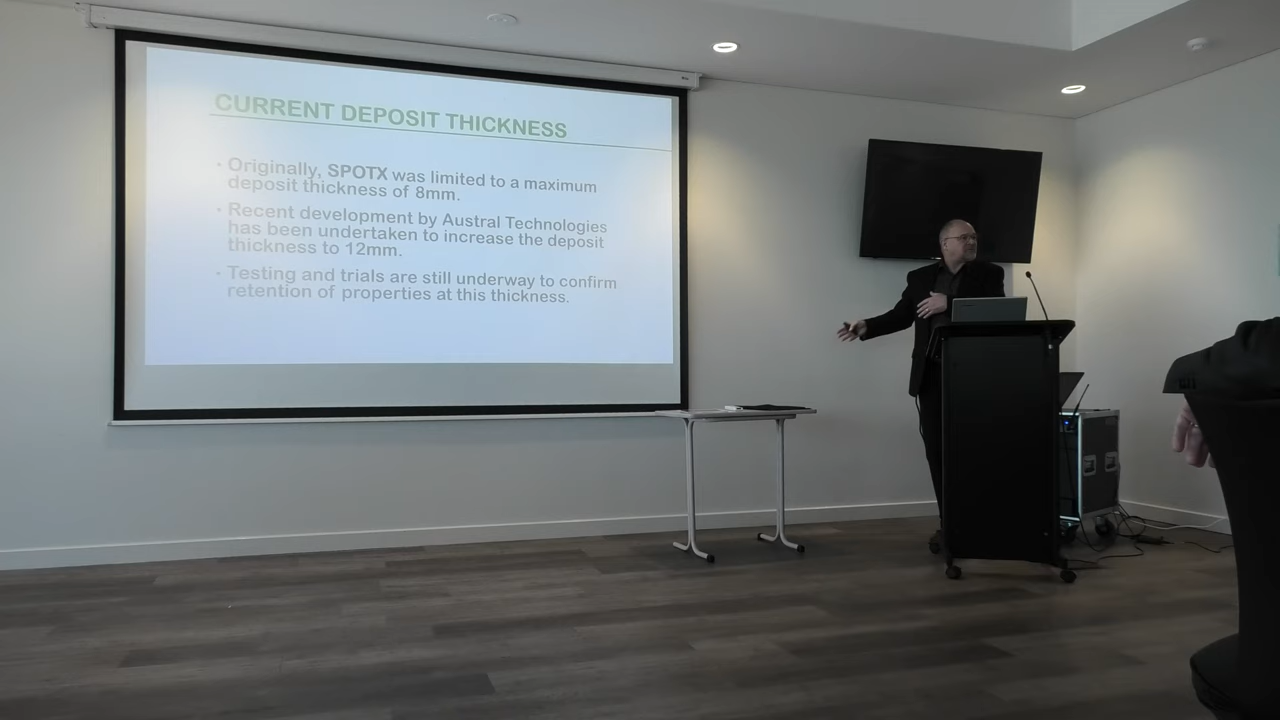 CURRENT DEPOSIT THICKNESS
· Originally, SPOTX was limited to a maximum
deposit thickness of 8mm.
· Recent development by Austral Technologies
has been undertaken to increase the deposit
thickness to 12mm.
· Testing and trials are still underway to confirm
retention of properties at this thickness.